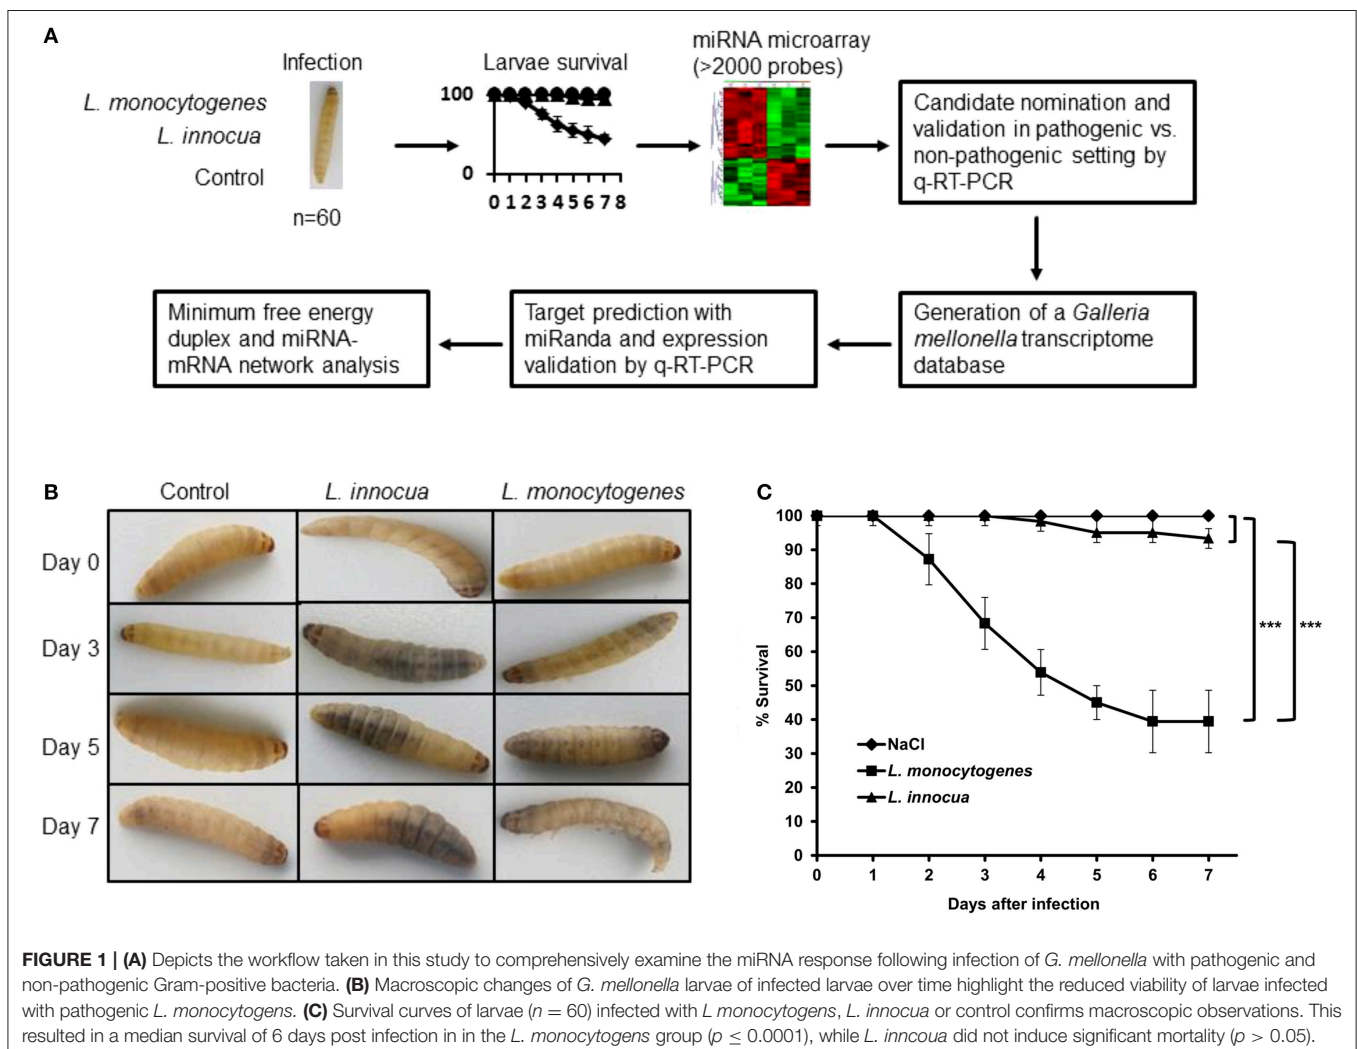 A
Infection
L. monocytogenes
L. innocua
Control
n=60
Larvae survival
100
0
0 1 2 3 4 5 6 7 8
miRNA microarray
(>2000 probes)
Candidate nomination and
validation in pathogenic vs.
non-pathogenic setting by
q-RT-PCR
Generation of a Galleria
mellonella transcriptome
database
Target prediction with
miRanda and expression
validation by q-RT-PCR
Minimum free energy
duplex and miRNA-
mRNA network analysis
B
Control L. innocua L. monocytogenes
Day 0
Day 3
Day 5
Day 7
C
% Survival
100
90
80
70
60
50
40
30
20
10
0
NaCl
L. monocytogenes
L. innocua
*** ***
0 1 2 3 4 5 6 7
Days after infection
FIGURE 1 | (A) Depicts the workflow taken in this study to comprehensively examine the miRNA response following infection of G. mellonella with pathogenic and
non-pathogenic Gram-positive bacteria. (B) Macroscopic changes of G. mellonella larvae of infected larvae over time highlight the reduced viability of larvae infected
with pathogenic L. monocytogens. (C) Survival curves of larvae (n = 60) infected with L monocytogens, L. innocua or control confirms macroscopic observations. This
resulted in a median survival of 6 days post infection in in the L. monocytogens group (p ≤ 0.0001), while L. inncoua did not induce significant mortality (p > 0.05).